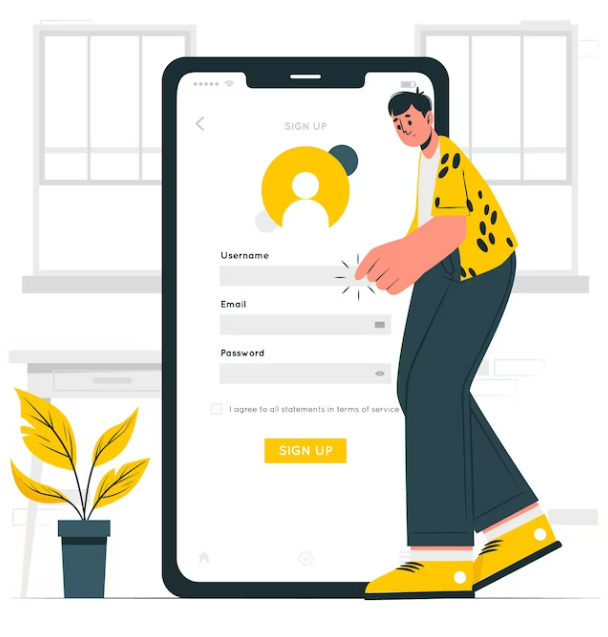 SIGN UP
Username
Email
Password
I agree to all statements in terms of service
SIGN UP